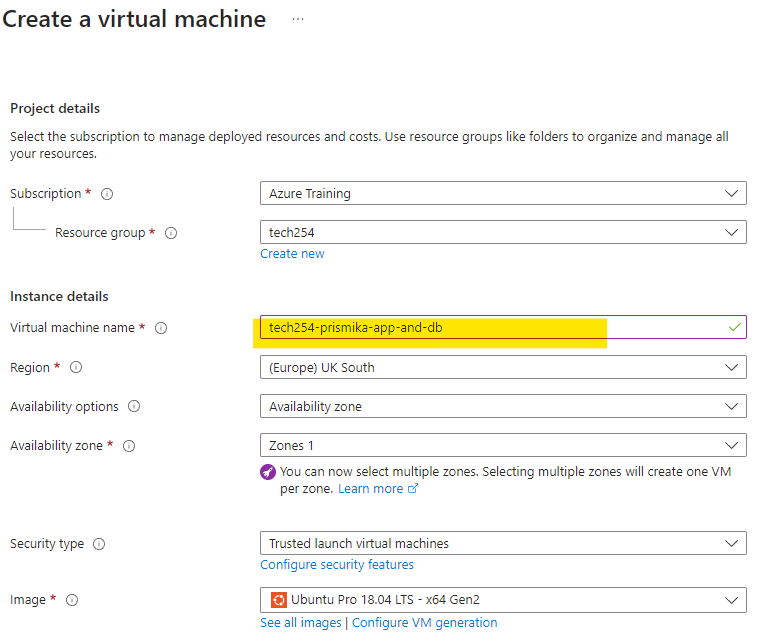 Create a virtual machine ...
Project details
Select the subscription to manage deployed resources and costs. Use resource groups like folders to organize and manage all
your resources.
Subscription * Azure Training
Resource group * tech254
Create new
Instance details
Virtual machine name * tech254-prismika-app-and-db
Region * (Europe) UK South
Availability options Availability zone
Availability zone * Zones 1
You can now select multiple zones. Selecting multiple zones will create one VM
per zone. Learn more
Security type Trusted launch virtual machines
Configure security features
Image * Ubuntu Pro 18.04 LTS - x64 Gen2
See all images | Configure VM generation